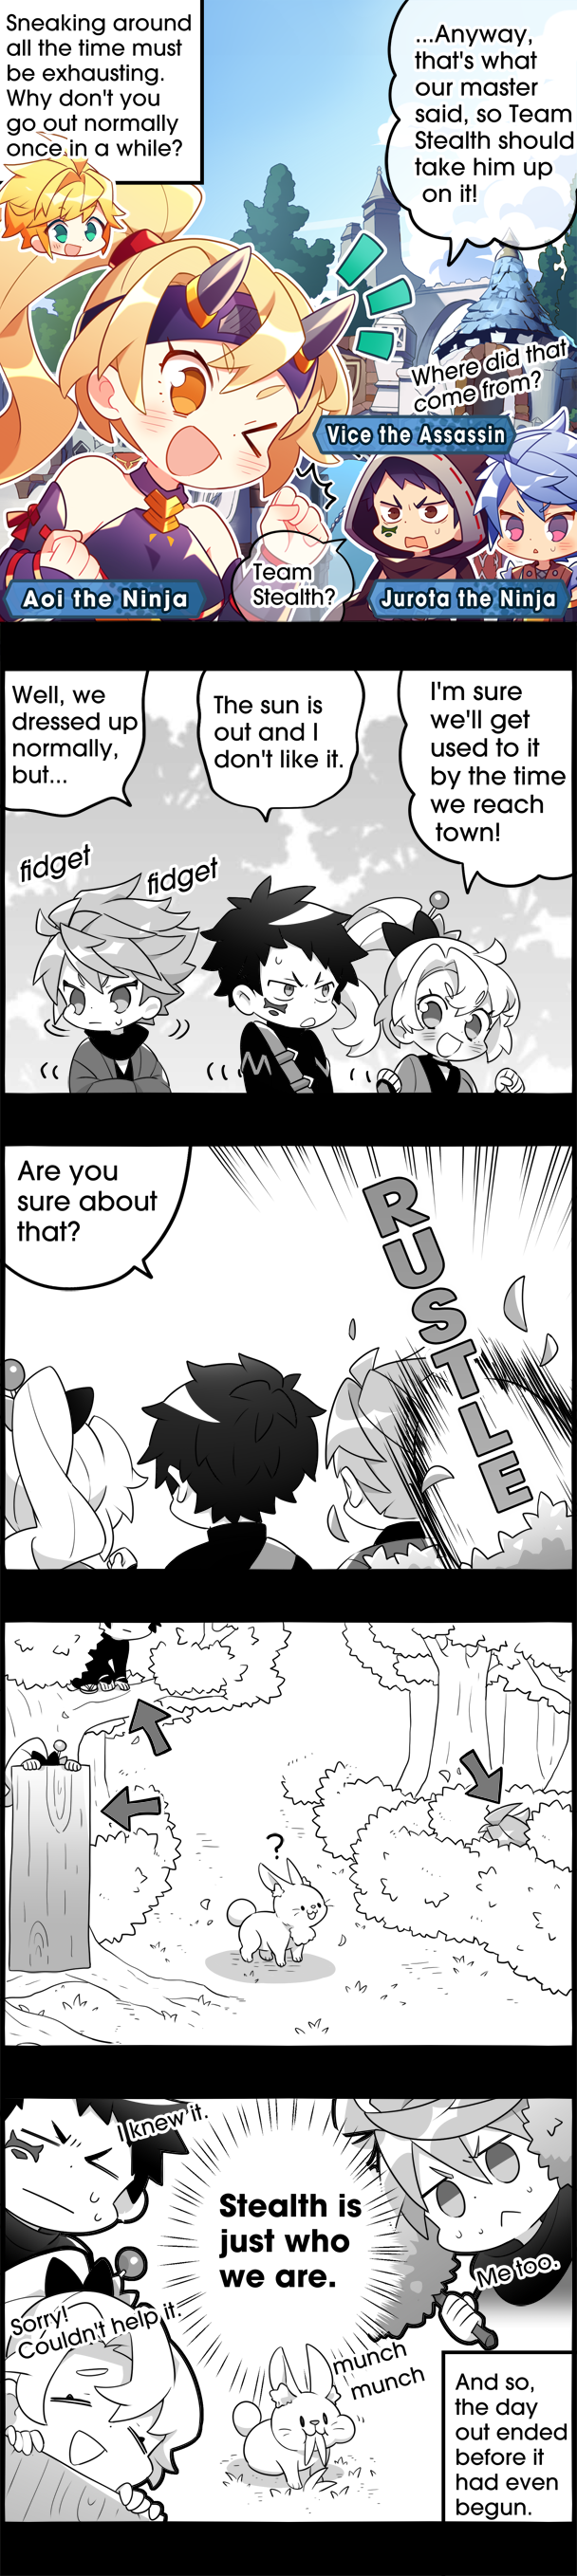 Sneaking around
all the time must
be exhausting.
Why don't you
go out normally
once in a while?
...Anyway,
that's what
our master
said, so Team
Stealth should
take him up
on it!
Where did that
come from?
Vice the Assassin
Team
Stealth?
Aoi the Ninja
Jurota the Ninja
I'm sure
we'll get
used to it
by the time
we reach
town!
The sun is
out and I
don't like it.
Well, we
dressed up
normally,
but...
fidget
fidget
Are you
sure about
that?
RUSTLE
?
I knew it.
Stealth is
just who
we are.
Me too.
Sorry!
Couldn't help it.
munch
munch
And so,
the day
out ended
before it
had even
begun.